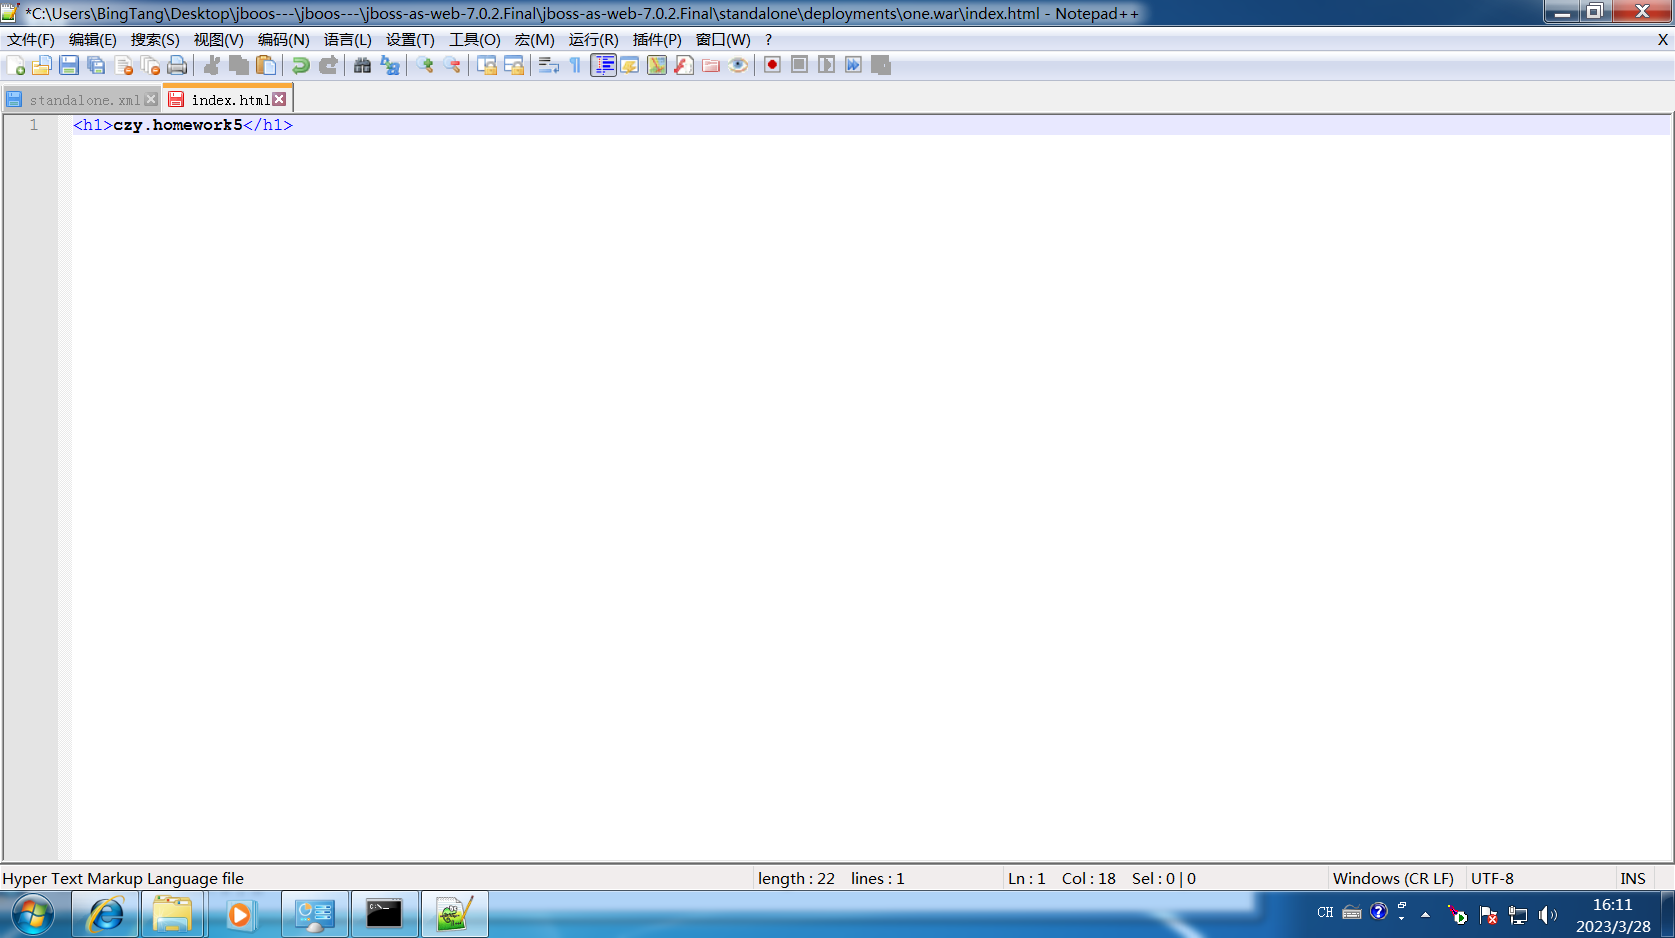 *C:\Users\BingTang\Desktop\jboos---\jboos---\jboss-as-web-7.0.2.Final\jboss-as-web-7.0.2.Final\standalone\deployments\one.war\index.html - Notepad++
文件(F) 编辑(E) 搜索(S) 视图(V) 编码(N) 语言(L) 设置(T) 工具(O) 宏(M) 运行(R) 插件(P) 窗口(W) ? X
standalone.xml index.html
1 <h1>czy.homework5</h1>
Hyper Text Markup Language file length : 22 lines : 1 Ln : 1 Col : 18 Sel : 0 | 0 Windows (CR LF) UTF-8 INS
CH 16:11
2023/3/28